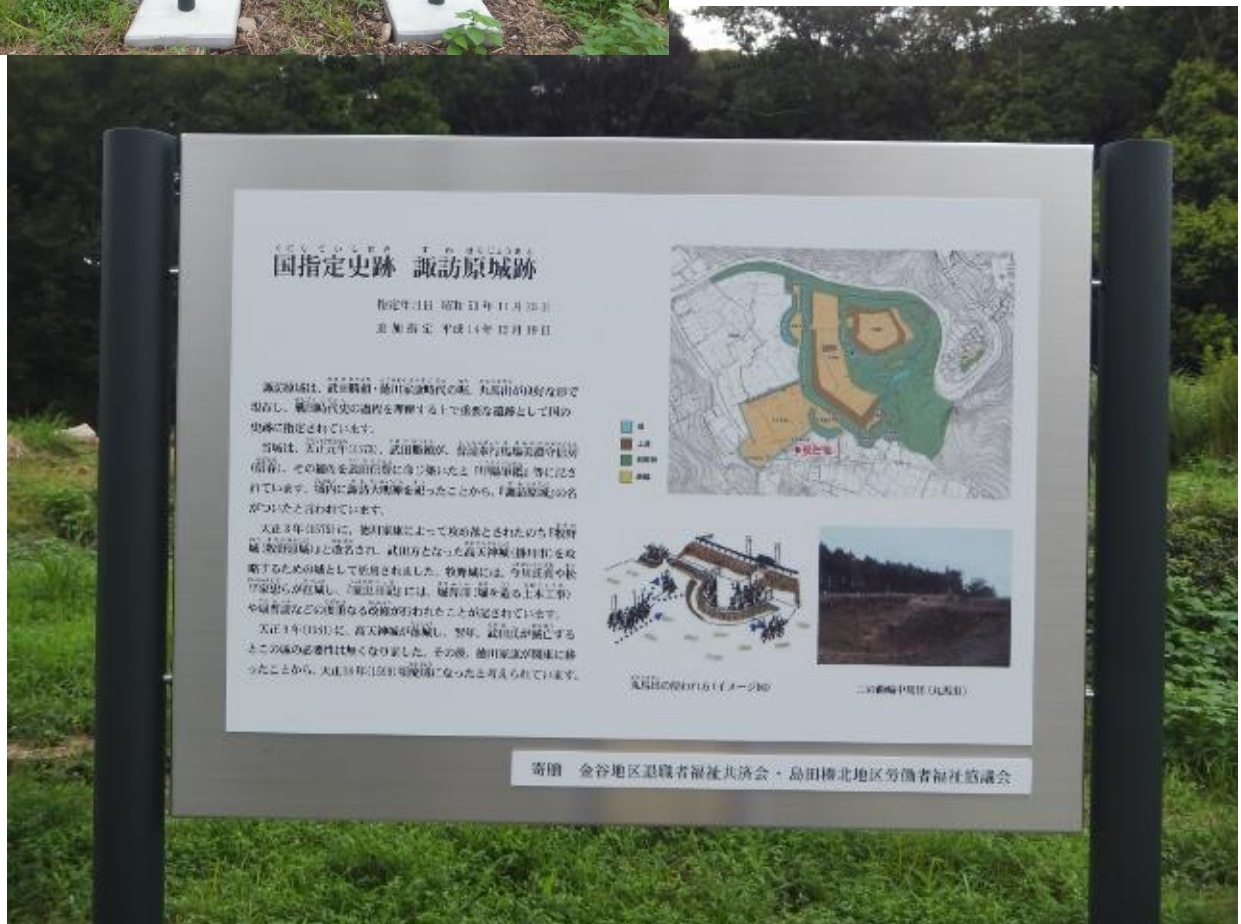 国指定史跡 諏訪原城跡
指定年月日 昭和50年11月25日
追加指定 平成14年12月19日
諏訪原城は、武田勝頼・徳川家康時代の堀、丸馬出が良好な形で
現存し、戦国時代史の過程を理解する上で重要な遺跡として国の
史跡に指定されています。
当城は、天正元年(1573)、武田勝頼が、普請奉行馬場美濃守信房
(信春)、その補佐を武田信豊に命じ築いたと『甲陽軍鑑』等に記さ
れています。城内に諏訪大明神を祀ったことから、『諏訪原城』の名
がついたと言われています。
天正3年(1575)に、徳川家康によって攻め落とされたのち『牧野
城(牧野原城)』と改名され、武田方となった高天神城(掛川市)を攻
略するための城として使用されました。牧野城には、今川氏真や松
平家忠らが在城し、『家忠日記』には、堀普請(堀を造る土木工事)
や塀普請などの度重なる改修が行われたことが記されています。
天正9年(1581)に、高天神城が落城し、翌年、武田氏が滅亡する
とこの城の必要性は無くなりました。その後、徳川家康が関東に移
ったことから、天正18年(1590)頃廃城になったと考えられています。
丸馬出の使われ方(イメージ図)
二の曲輪中馬出(丸馬出)
寄贈 金谷地区退職者福祉共済会・島田榛北地区労働者福祉協議会